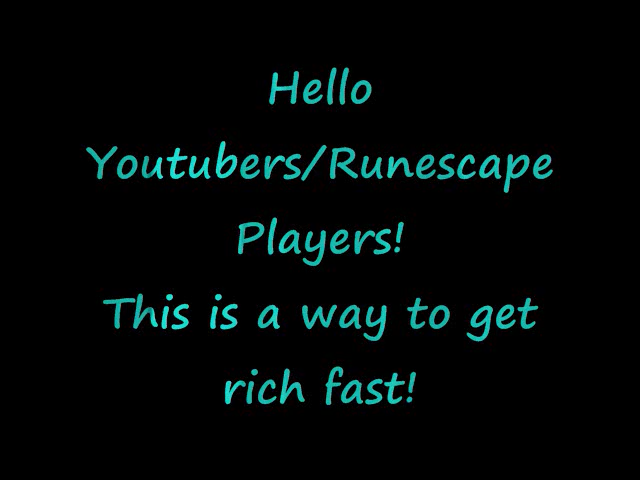 Hello
Youtubers/Runescape
Players!
This is a way to get
rich fast!